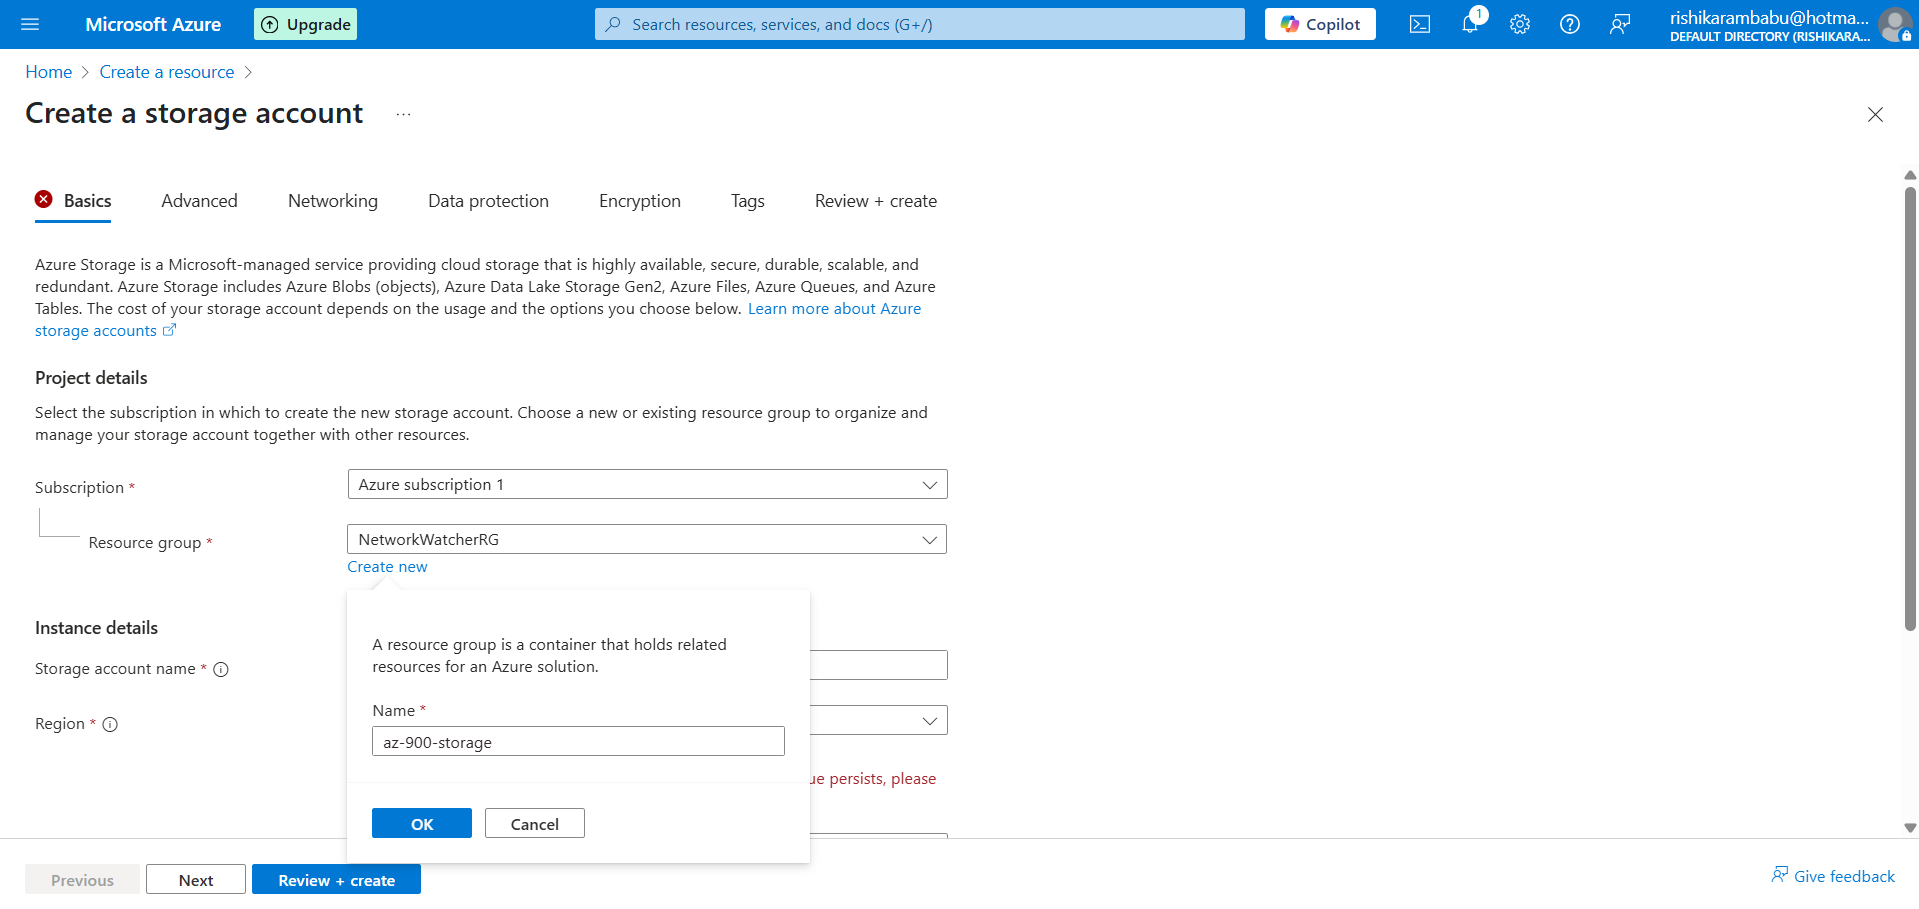 Microsoft Azure
Upgrade
Search resources, services, and docs (G+/)
Copilot
1
rishikarambabu@hotma...
DEFAULT DIRECTORY (RISHIKARA...
Home > Create a resource >
Create a storage account ...
Basics
Advanced
Networking
Data protection
Encryption
Tags
Review + create
Azure Storage is a Microsoft-managed service providing cloud storage that is highly available, secure, durable, scalable, and
redundant. Azure Storage includes Azure Blobs (objects), Azure Data Lake Storage Gen2, Azure Files, Azure Queues, and Azure
Tables. The cost of your storage account depends on the usage and the options you choose below. Learn more about Azure
storage accounts
Project details
Select the subscription in which to create the new storage account. Choose a new or existing resource group to organize and
manage your storage account together with other resources.
Subscription *
Azure subscription 1
Resource group *
NetworkWatcherRG
Create new
A resource group is a container that holds related
resources for an Azure solution.
Name *
az-900-storage
OK
Cancel
Instance details
Storage account name *
Region *
ue persists, please
Previous
Next
Review + create
Give feedback